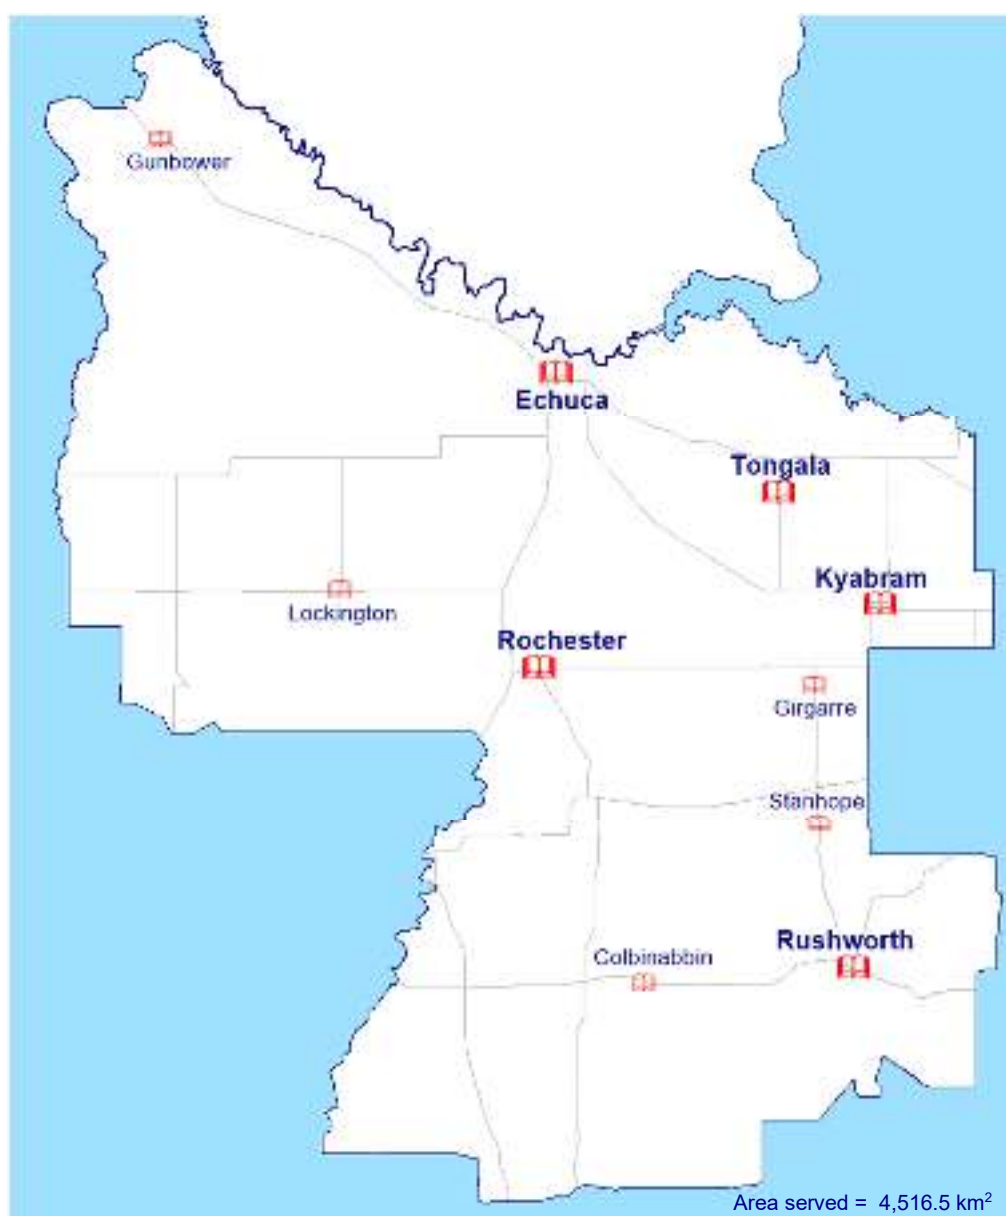 Gunbower
Echuca
Tongala
Kyabram
Lockington
Rochester
Girgarre
Stanhope
Rushworth
Colbinabbin
Area served = 4,516.5 km²